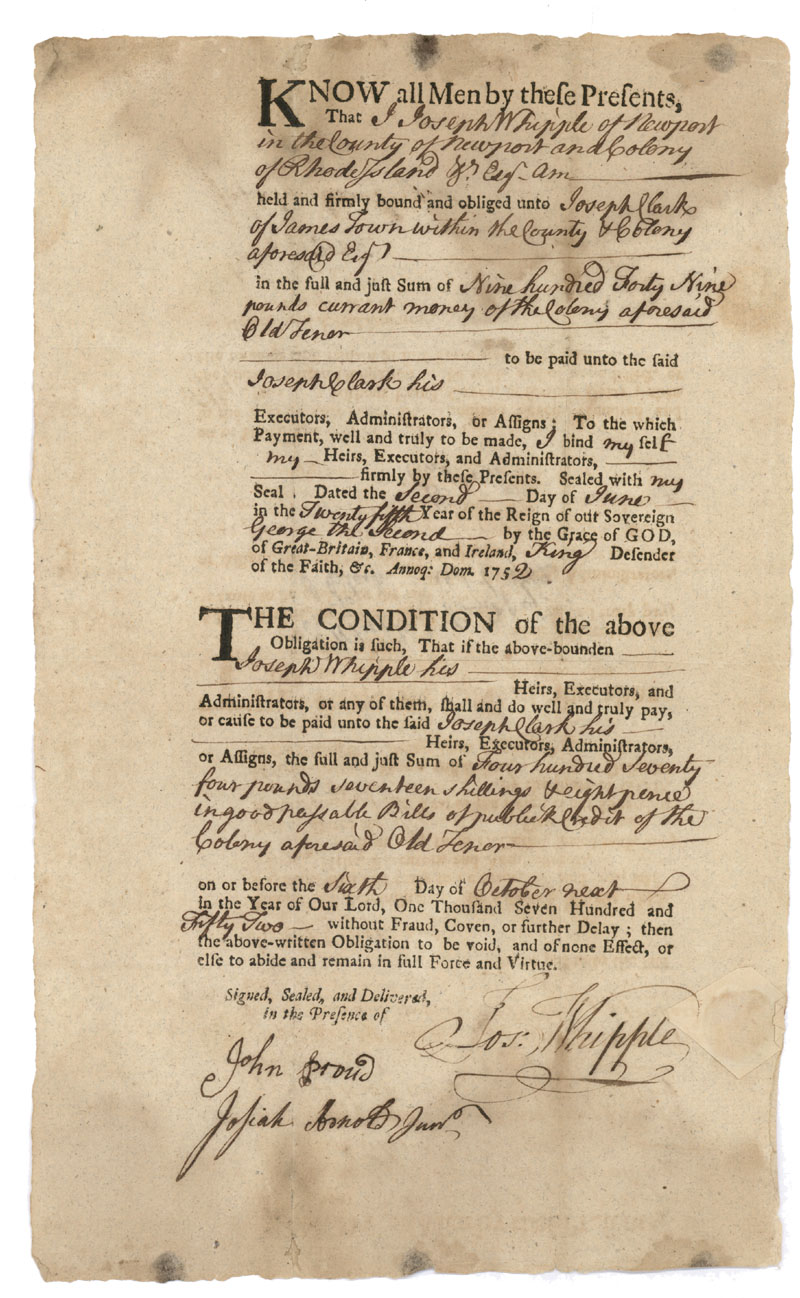 KNOW all Men by theſe Preſents,
That I Joseph Whipple of Newport
in the County of Newport and Colony
of Rhode Island &c Esqr. Am
held and firmly bound and obliged unto Joseph Clark
of James Town within the County & Colony
aforesaid Esqr
in the full and juſt Sum of Nine hundred Forty Nine
pounds currant money of the Colony aforesaid
Old Tenor
to be paid unto the ſaid
Joseph Clark his
Executors, Adminiſtrators, or Aſſigns; To the which
Payment, well and truly to be made, I bind my ſelf
my Heirs, Executors, and Adminiſtrators,
firmly by theſe Preſents. Sealed with my
Seal. Dated the Second Day of June
in the Twenty fifth Year of the Reign of our Sovereign
George the Second by the Grace of GOD,
of Great-Britain, France, and Ireland, King Defender
of the Faith, &c. Annoq; Dom. 1752
THE CONDITION of the above
Obligation is ſuch, That if the above-bounden
Joseph Whipple his
Heirs, Executors, and
Adminiſtrators, or any of them, ſhall and do well and truly pay,
or cauſe to be paid unto the ſaid Joseph Clark his
Heirs, Executors, Adminiſtrators,
or Aſſigns, the full and juſt Sum of Four hundred Seventy
four pounds seventeen shillings & eight pence
in good passable Bills of publick Credit of the
Colony aforesaid Old Tenor
on or before the Sixth Day of October next
in the Year of Our Lord, One Thouſand Seven Hundred and
Fifty Two without Fraud, Coven, or further Delay; then
the above-written Obligation to be void, and of none Effect, or
elſe to abide and remain in full Force and Virtue.
Signed, Sealed, and Delivered,
in the Preſence of
Jos: Whipple
John Proud
Josiah Arnold Junr.